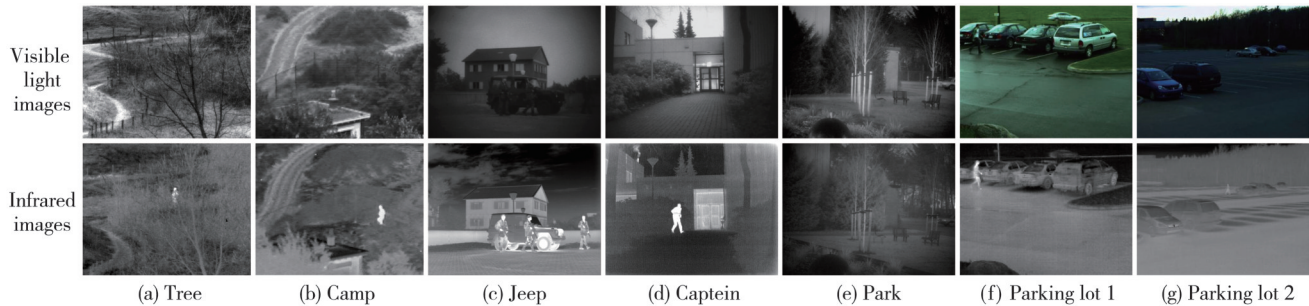 Visible
light
images
Infrared
images
(a) Tree
(b) Camp
(c) Jeep
(d) Captein
(e) Park
(f) Parking lot 1
(g) Parking lot 2